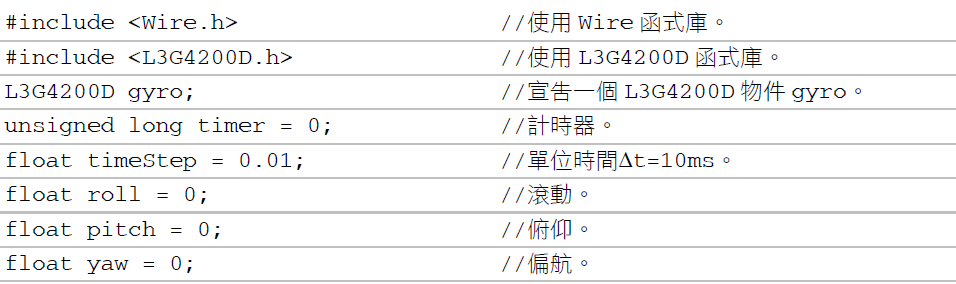 #include <Wire.h> //使用 Wire 函式庫。
#include <L3G4200D.h> //使用 L3G4200D 函式庫。
L3G4200D gyro; //宣告一個 L3G4200D 物件 gyro。
unsigned long timer = 0; //計時器。
float timeStep = 0.01; //單位時間Δt=10ms。
float roll = 0; //滾動。
float pitch = 0; //俯仰。
float yaw = 0; //偏航。